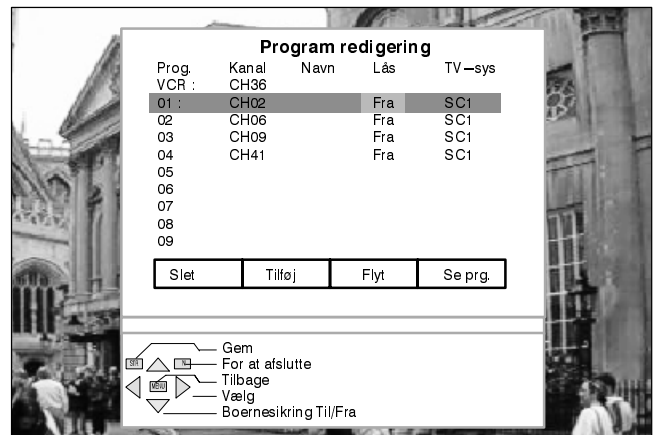 Program redigering
Prog. Kanal Navn Lås TV–sys
VCR : CH36
01 : CH02 Fra SC1
02 CH06 Fra SC1
03 CH09 Fra SC1
04 CH41 Fra SC1
05
06
07
08
09
Slet Tilføj Flyt Se prg.
Gem
STR
For at afslutte
Tilbage
MENU
Vælg
Boernesikring Til/Fra